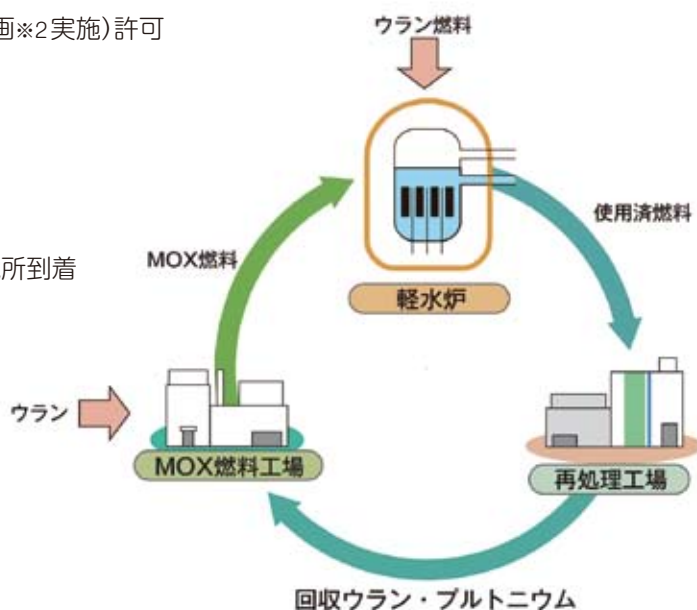 画※2実施)許可
所到着
ウラン燃料
使用済燃料
MOX燃料
軽水炉
ウラン
MOX燃料工場
再処理工場
回収ウラン・プルトニウム